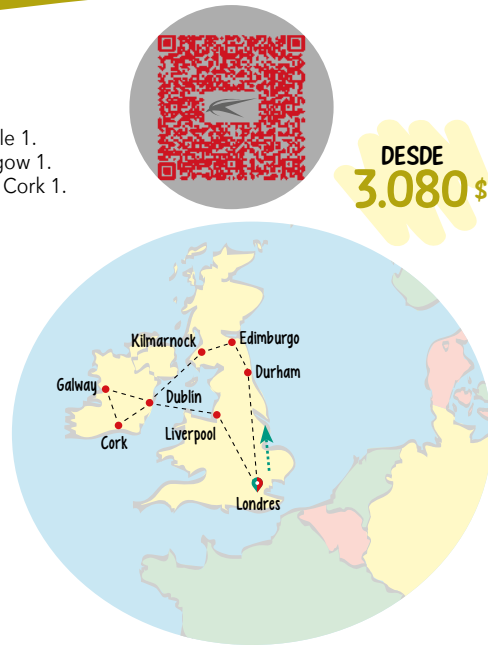 le 1.
gow 1.
Cork 1.
DESDE
3.080 $
Kilmarnock
Edimburgo
Durham
Galway
Dublin
Liverpool
Cork
Londres